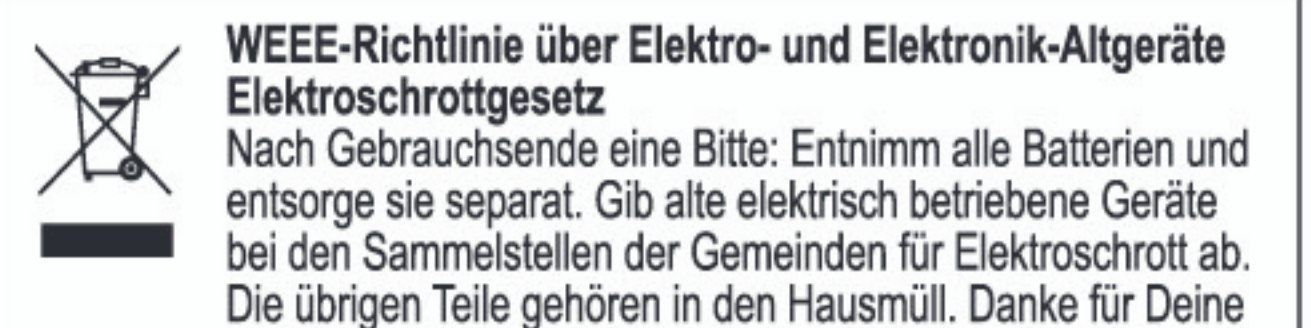 WEEE-Richtlinie über Elektro- und Elektronik-Altgeräte
Elektroschrottgesetz
Nach Gebrauchsende eine Bitte: Entnimm alle Batterien und
entsorge sie separat. Gib alte elektrisch betriebene Geräte
bei den Sammelstellen der Gemeinden für Elektroschrott ab.
Die übrigen Teile gehören in den Hausmüll. Danke für Deine